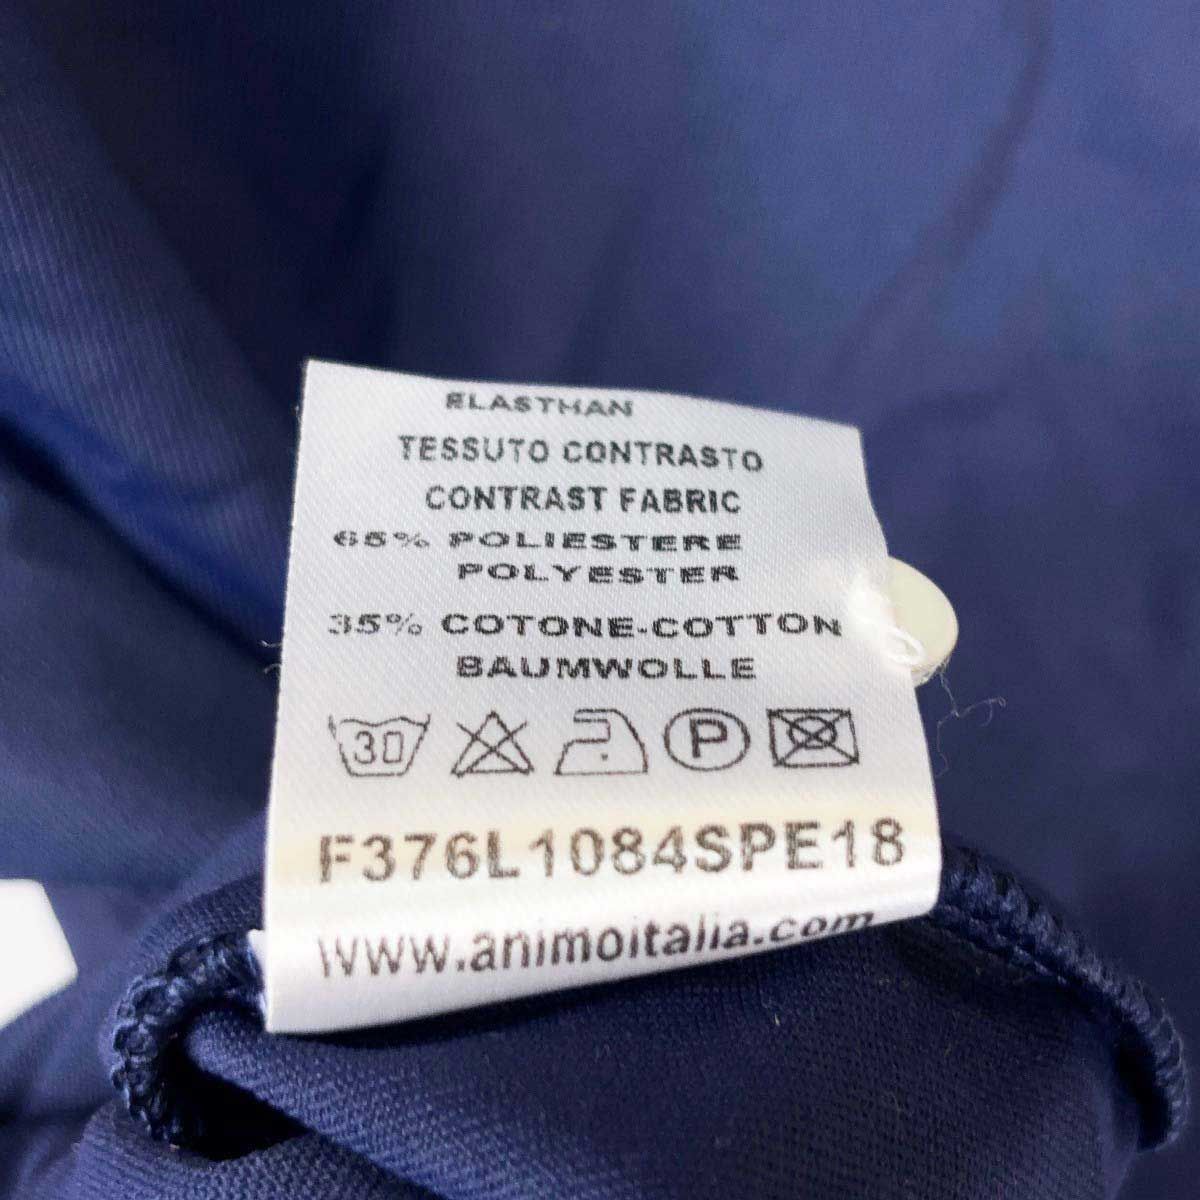 ELASTHAN
TESSUTO CONTRASTO
CONTRAST FABRIC
65% POLIESTERE
POLYESTER
35% COTONE-COTTON
BAUMWOLLE
30
P
F376L1084SPE18
www.animoitalia.com